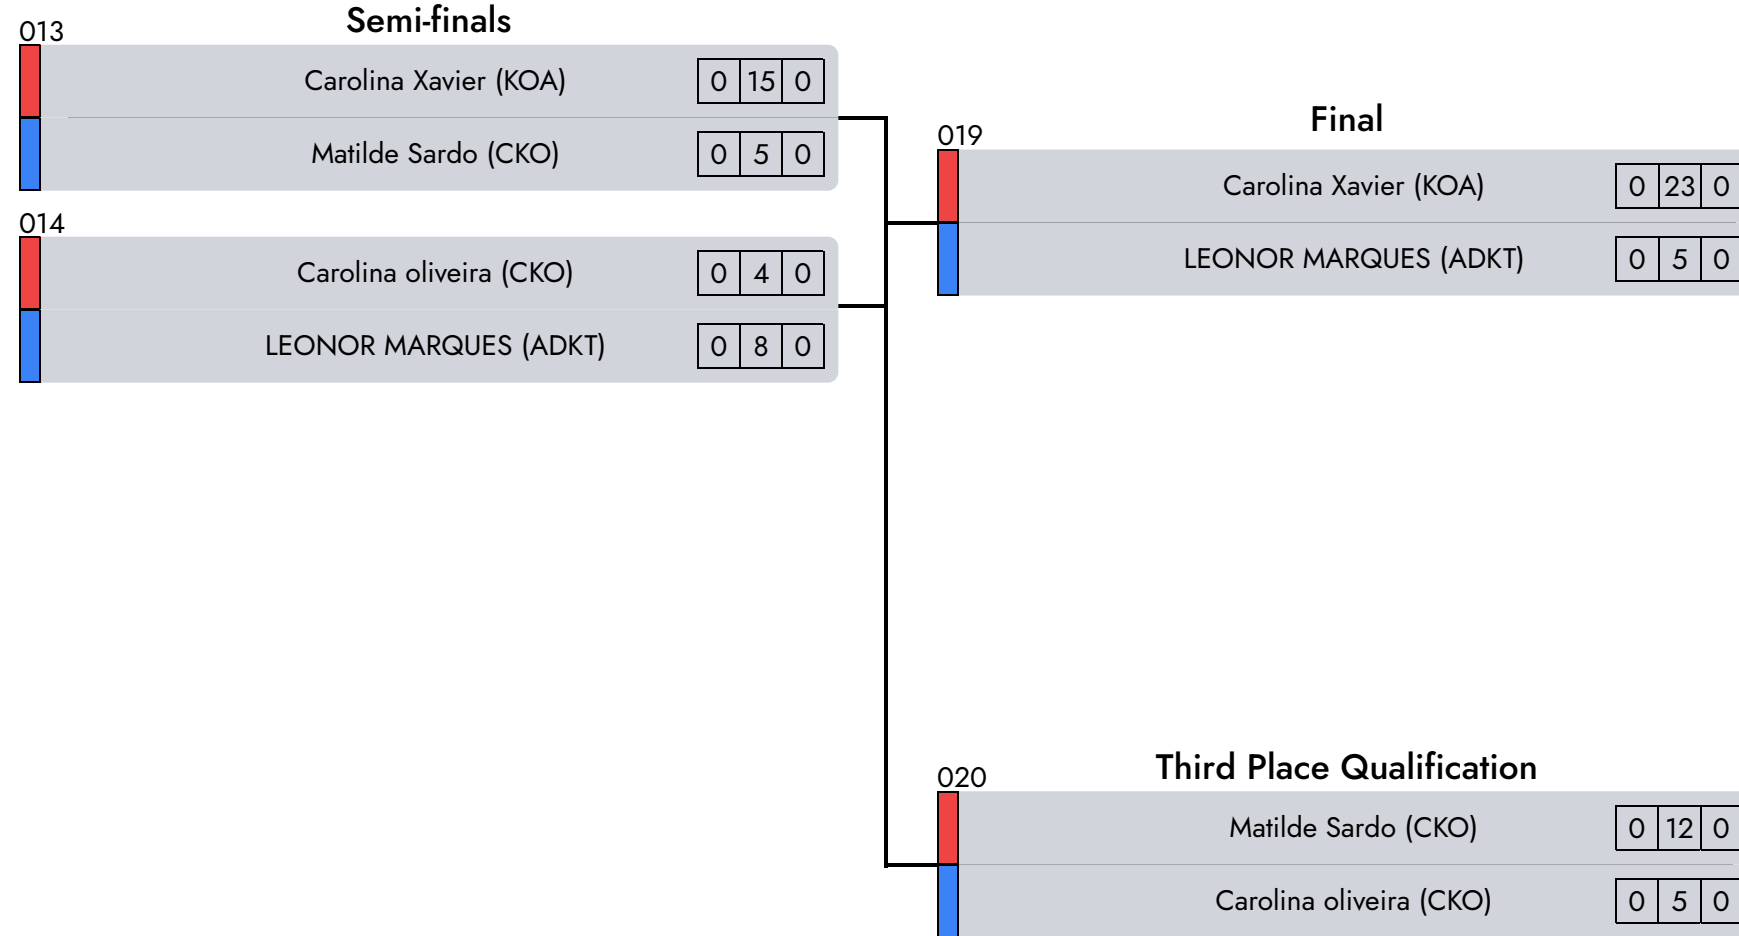 Semi-finals
013
Carolina Xavier (KOA) 0 15 0
Matilde Sardo (CKO) 0 5 0
014
Carolina oliveira (CKO) 0 4 0
LEONOR MARQUES (ADKT) 0 8 0
Final
019
Carolina Xavier (KOA) 0 23 0
LEONOR MARQUES (ADKT) 0 5 0
Third Place Qualification
020
Matilde Sardo (CKO) 0 12 0
Carolina oliveira (CKO) 0 5 0